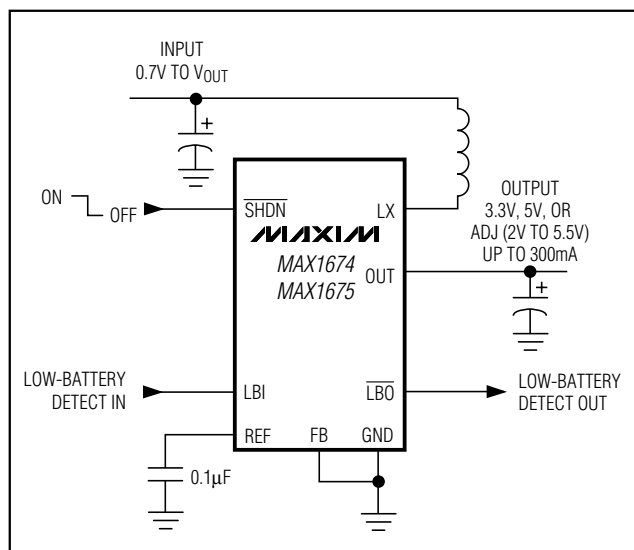 INPUT
0.7V TO VOUT
+
ON
OFF
SHDN
LX
OUTPUT
3.3V, 5V, OR
ADJ (2V TO 5.5V)
UP TO 300mA
MAXIM
MAX1674
MAX1675
OUT
+
LOW-BATTERY
DETECT IN
LBI
LBO
LOW-BATTERY
DETECT OUT
REF
FB
GND
0.1µF